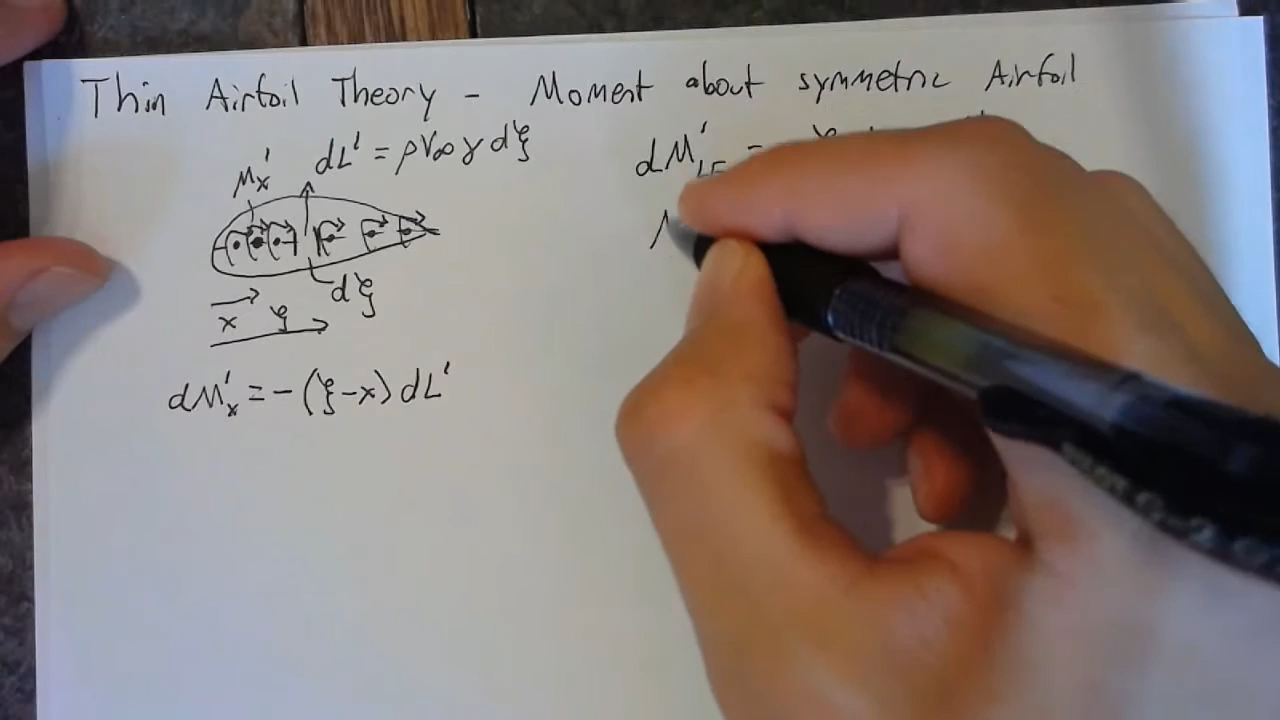 Thin Airfoil Theory - Moment about symmetric Airfoil
dL' = ρV∞γdξ
M'x
dξ
x ξ
dM'x = -(ξ-x)dL'
dM'LE =